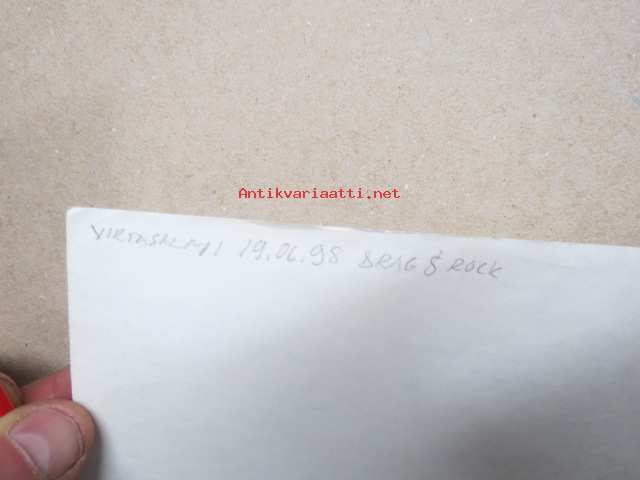 Antikvariaatti.net
VIRTASALMI 19.06.98 DRAG & ROCK